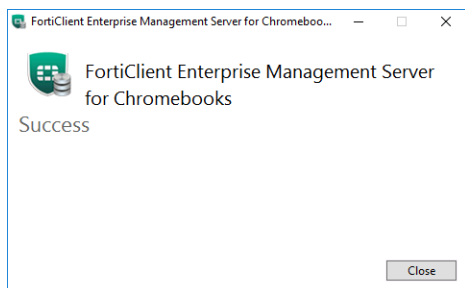 FortiClient Enterprise Management Server for Chromeboo...
FortiClient Enterprise Management Server
for Chromebooks
Success
Close